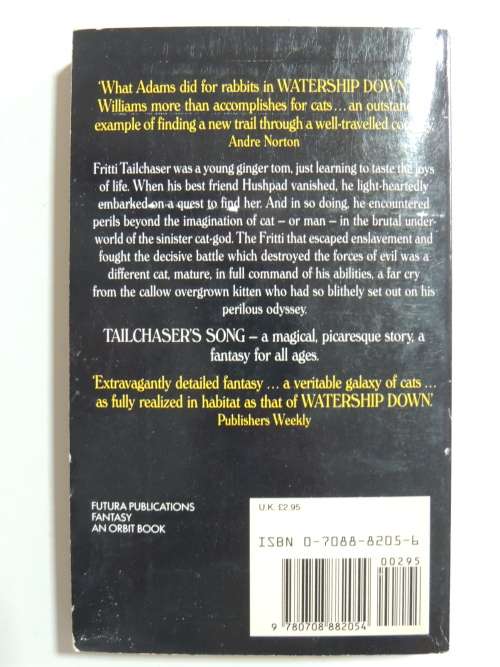 'What Adams did for rabbits in WATERSHIP DOWN,
Williams more than accomplishes for cats ... an
example of finding a new trail through a well-travelled
Andre Norton
Fritti Tailchaser was a young ginger tom, just learning to taste the joys
of life. When his best friend Hushpad vanished, he light-heartedly
embarked on a quest to find her. And in so doing, he encountered
perils beyond the imagination of cat – or man – in the brutal under-
world of the sinister cat-god. The Fritti that escaped enslavement and
fought the decisive battle which destroyed the forces of evil was a
different cat, mature, in full command of his abilities, a far cry
from the callow overgrown kitten who had so blithely set out on his
perilous odyssey.
TAILCHASER'S SONG – a magical, picaresque story, a
fantasy for all ages.
'Extravagantly detailed fantasy ... a veritable galaxy of cats ...
as fully realized in habitat as that of WATERSHIP DOWN.'
Publishers Weekly
FUTURA PUBLICATIONS
FANTASY
AN ORBIT BOOK
U.K. £2.95
ISBN 0-7088-8205-6
00295
9 780708 882054